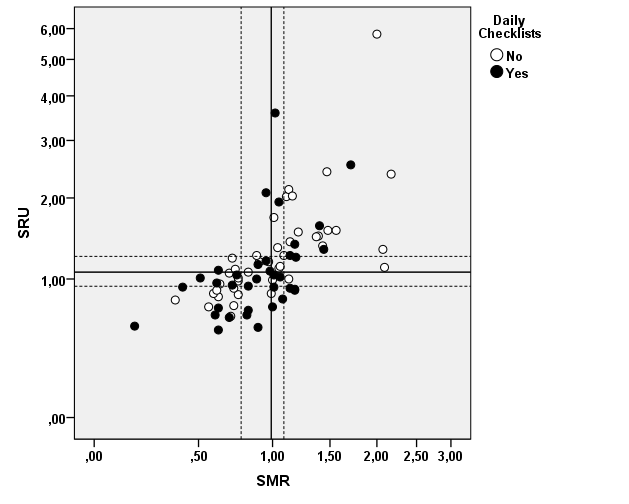 Daily
Checklists
No
Yes
6,00
5,00
4,00
3,00
2,00
1,00
,00
SRU
,00 ,50 1,00 1,50 2,00 2,50 3,00
SMR